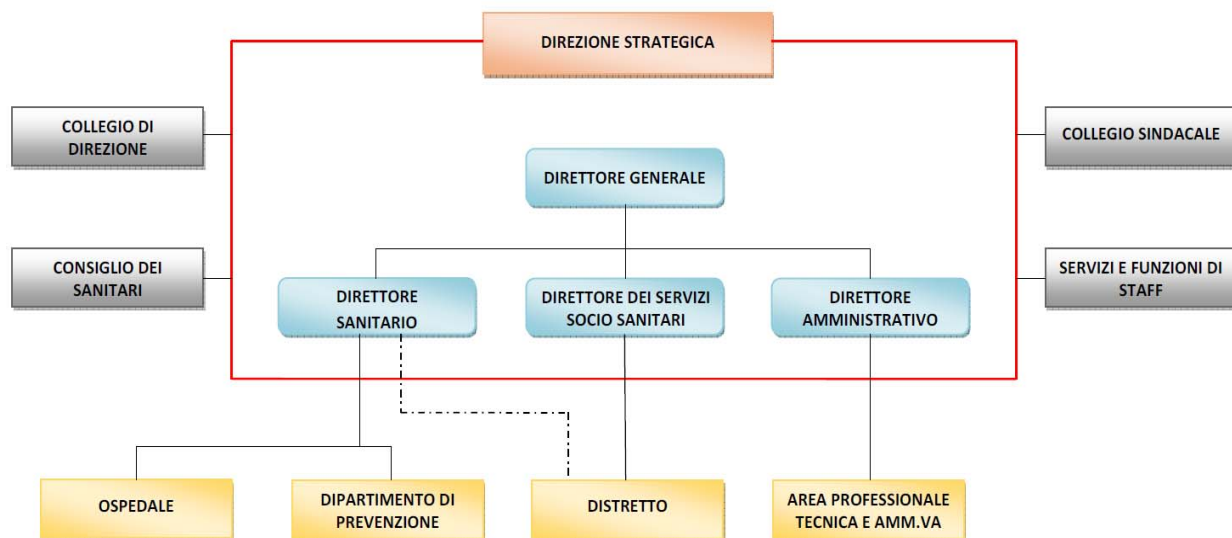 DIREZIONE STRATEGICA
COLLEGIO DI
DIREZIONE
COLLEGIO SINDACALE
DIRETTORE GENERALE
CONSIGLIO DEI
SANITARI
SERVIZI E FUNZIONI DI
STAFF
DIRETTORE
SANITARIO
DIRETTORE DEI SERVIZI
SOCIO SANITARI
DIRETTORE
AMMINISTRATIVO
OSPEDALE
DIPARTIMENTO DI
PREVENZIONE
DISTRETTO
AREA PROFESSIONALE
TECNICA E AMM.VA